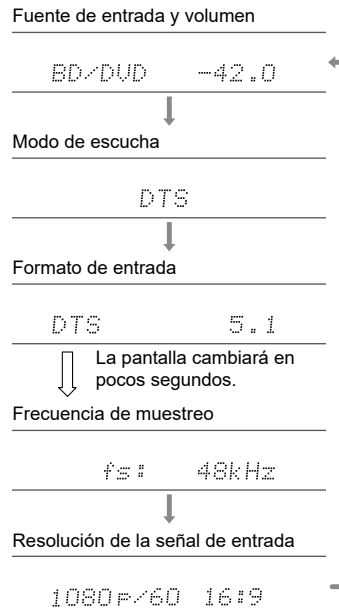 Fuente de entrada y volumen
BD/DVD -42.0
Modo de escucha
DTS
Formato de entrada
DTS 5.1
La pantalla cambiará en
pocos segundos.
Frecuencia de muestreo
fs: 48kHz
Resolución de la señal de entrada
1080p/60 16:9